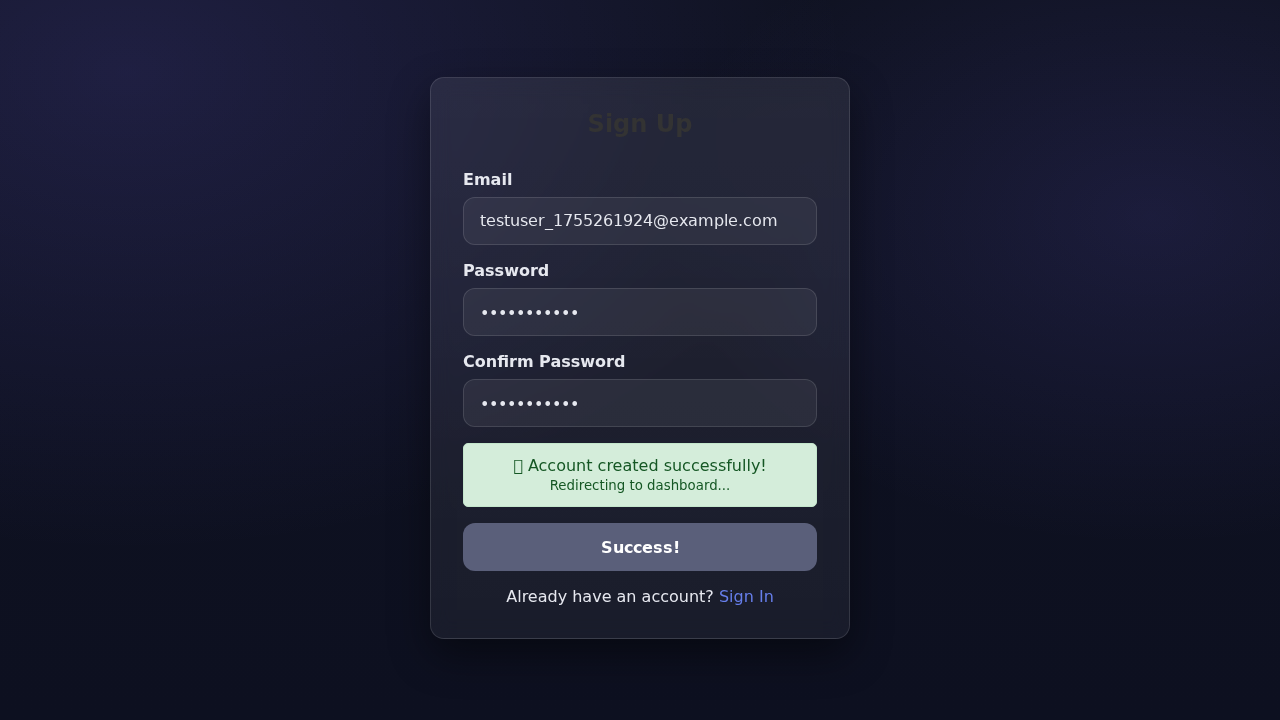 Sign Up
Email
testuser_1755261924@example.com
Password
•••••••••••
Confirm Password
•••••••••••
Account created successfully!
Redirecting to dashboard...
Success!
Already have an account? Sign In